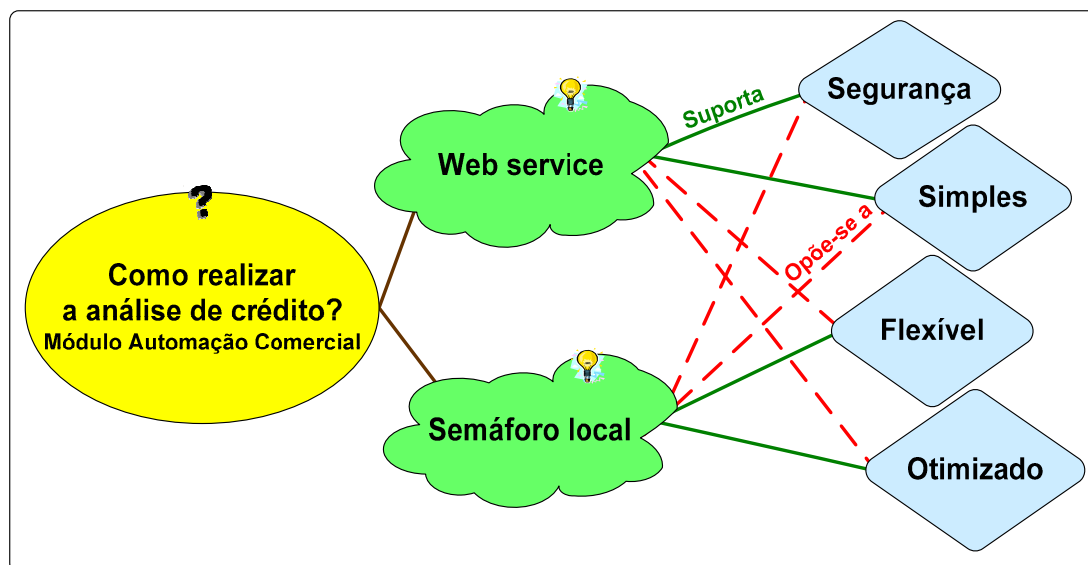 ?
Como realizar
a análise de crédito?
Módulo Automação Comercial
Web service
Semáforo local
Suporta
Opõe-se a
Segurança
Simples
Flexível
Otimizado